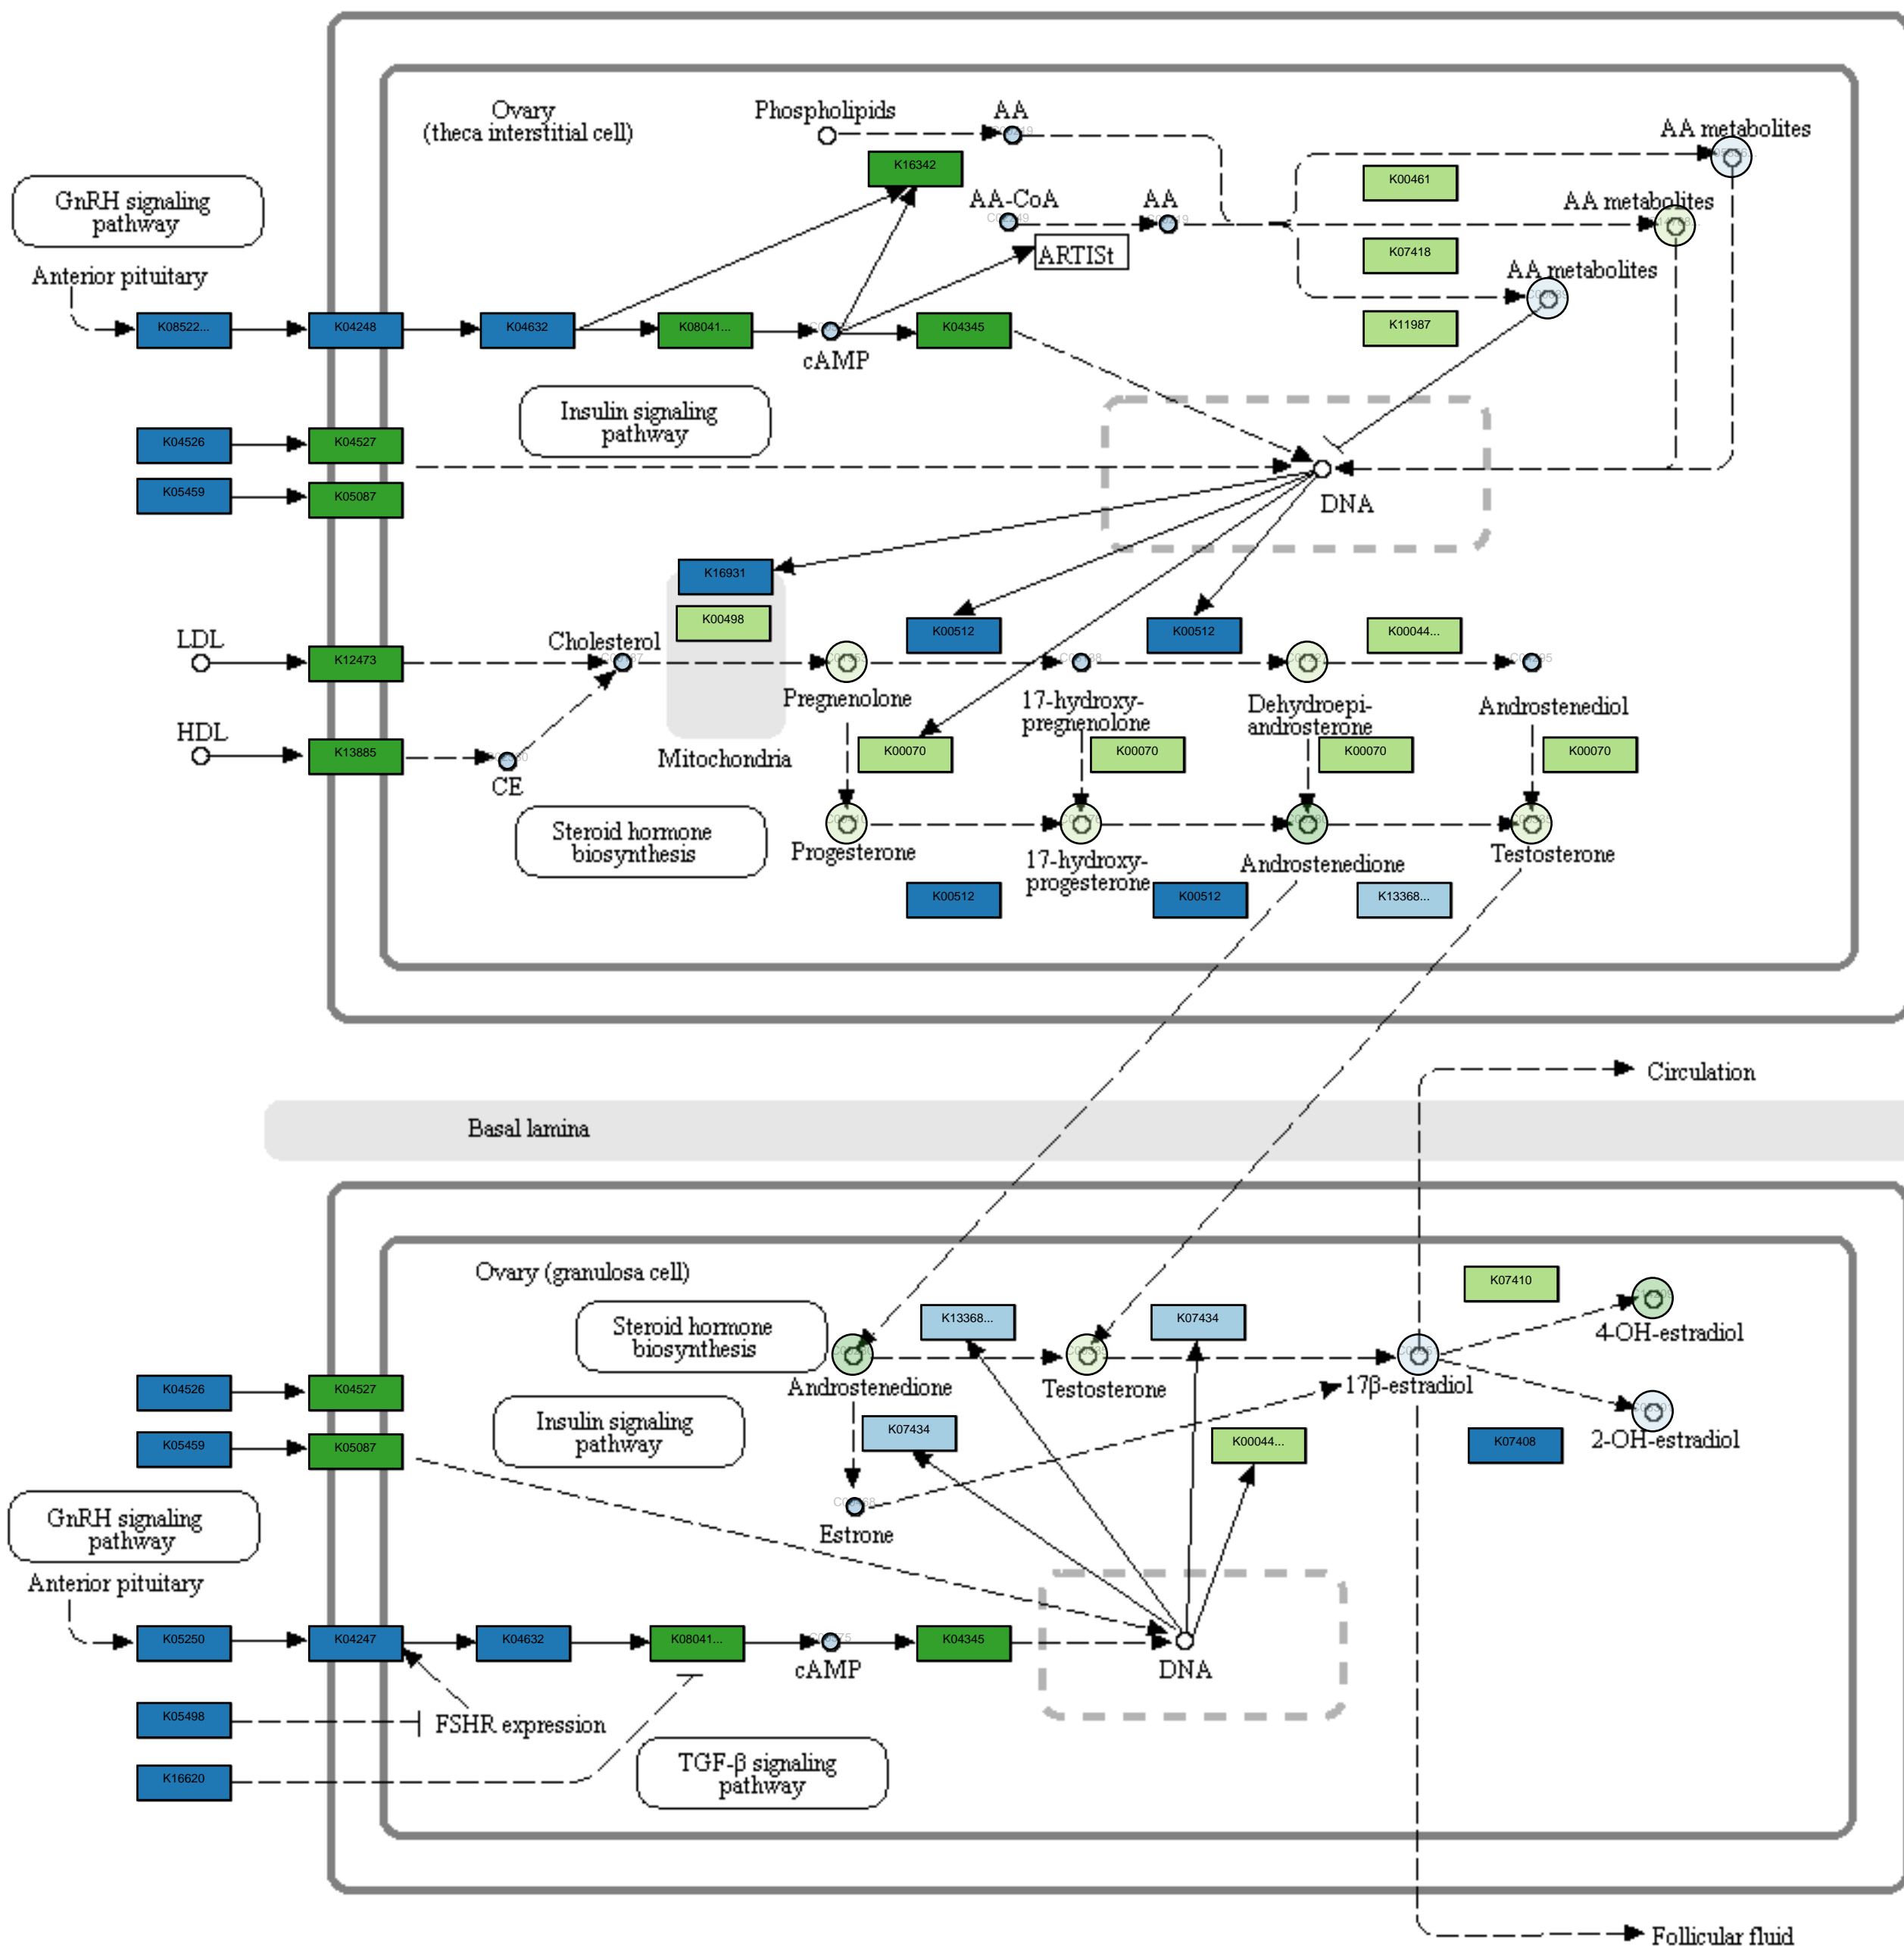 Ovary
(theca interstitial cell)
Phospholipids
AA
AA metabolites
K16342
K00461
GnRH signaling
pathway
AA-CoA
AA
AA metabolites
ARTISt
K07418
Anterior pituitary
AA metabolites
K08522...
K04248
K04632
K08041...
cAMP
K04345
K11987
Insulin signaling
pathway
K04526
K04527
K05459
K05087
DNA
K16931
K00498
LDL
K12473
Cholesterol
K00512
K00512
K00044...
Pregnenolone
17-hydroxy-
pregnenolone
Dehydroepi-
androsterone
Androstenediol
HDL
K13885
CE
Mitochondria
K00070
K00070
K00070
K00070
Steroid hormone
biosynthesis
Progesterone
17-hydroxy-
progesterone
Androstenedione
Testosterone
K00512
K00512
K13368...
Circulation
Basal lamina
Ovary (granulosa cell)
K07410
Steroid hormone
biosynthesis
K13368...
K07434
4-OH-estradiol
Androstenedione
Testosterone
17β-estradiol
K04526
K04527
Insulin signaling
pathway
K07434
K00044...
K07408
2-OH-estradiol
K05459
K05087
Estrone
GnRH signaling
pathway
Anterior pituitary
K05250
K04247
K04632
K08041...
cAMP
K04345
DNA
K05498
FSHR expression
K16620
TGF-β signaling
pathway
Follicular fluid